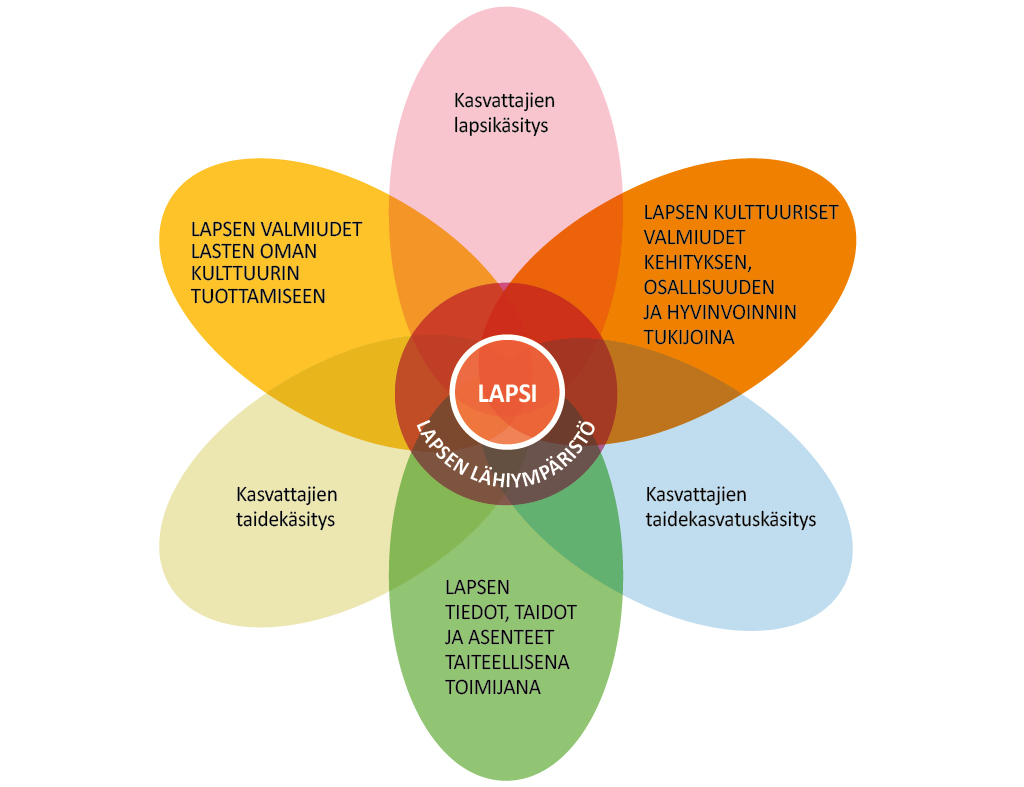 Kasvattajien
lapsikäsitys
LAPSEN VALMIUDET
LASTEN OMAN
KULTTUURIN
TUOTTAMISEEN
LAPSEN KULTTUURISET
VALMIUDET
KEHITYKSEN,
OSALLISUUDEN
JA HYVINVOINNIN
TUKIJOINA
LAPSI
LAPSEN LÄHIYMPÄRISTÖ
Kasvattajien
taidekäsitys
Kasvattajien
taidekasvatuskäsitys
LAPSEN
TIEDOT, TAIDOT
JA ASENTEET
TAITEELLISENA
TOIMIJANA